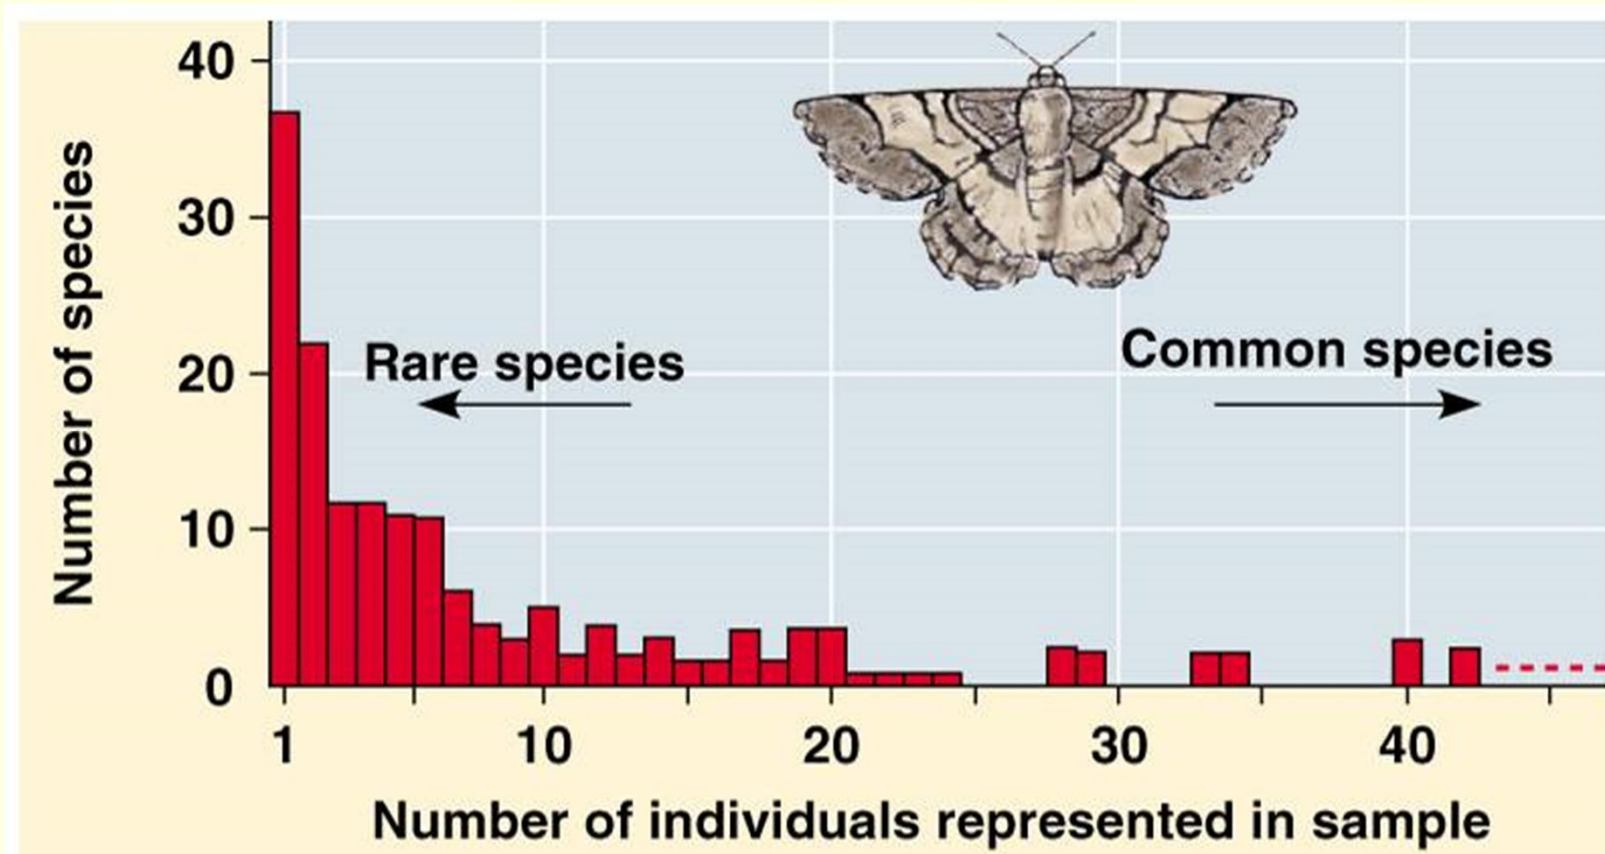 Number of species
40
30
20
10
0
Rare species
Common species
1 10 20 30 40
Number of individuals represented in sample